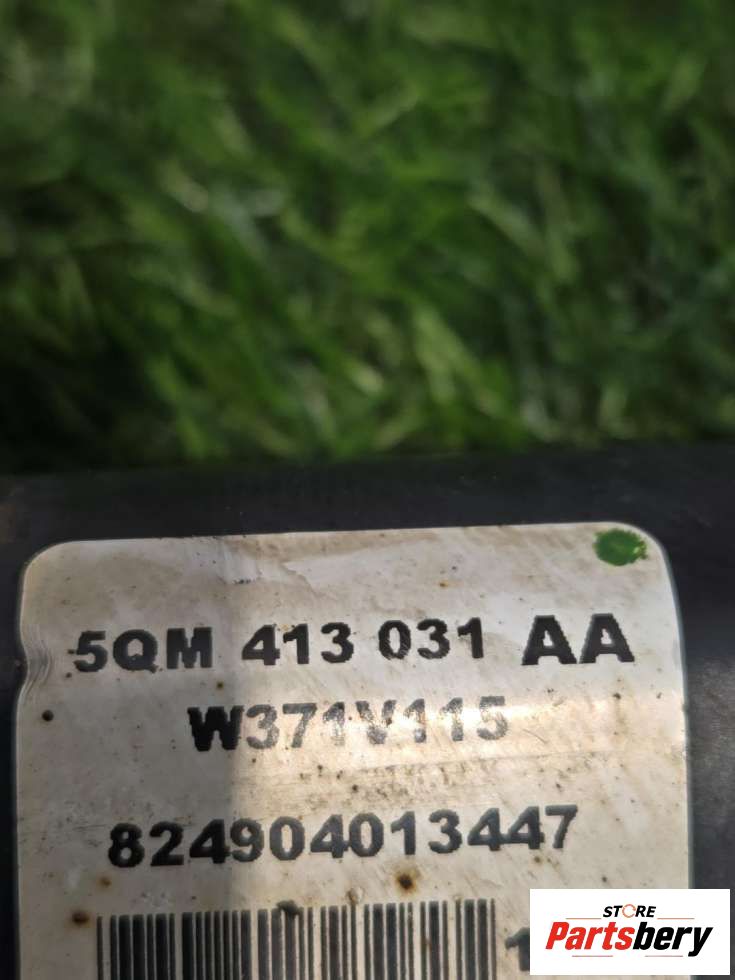 5QM 413 031 AA
W371V115
824904013447
STORE
Partsbery